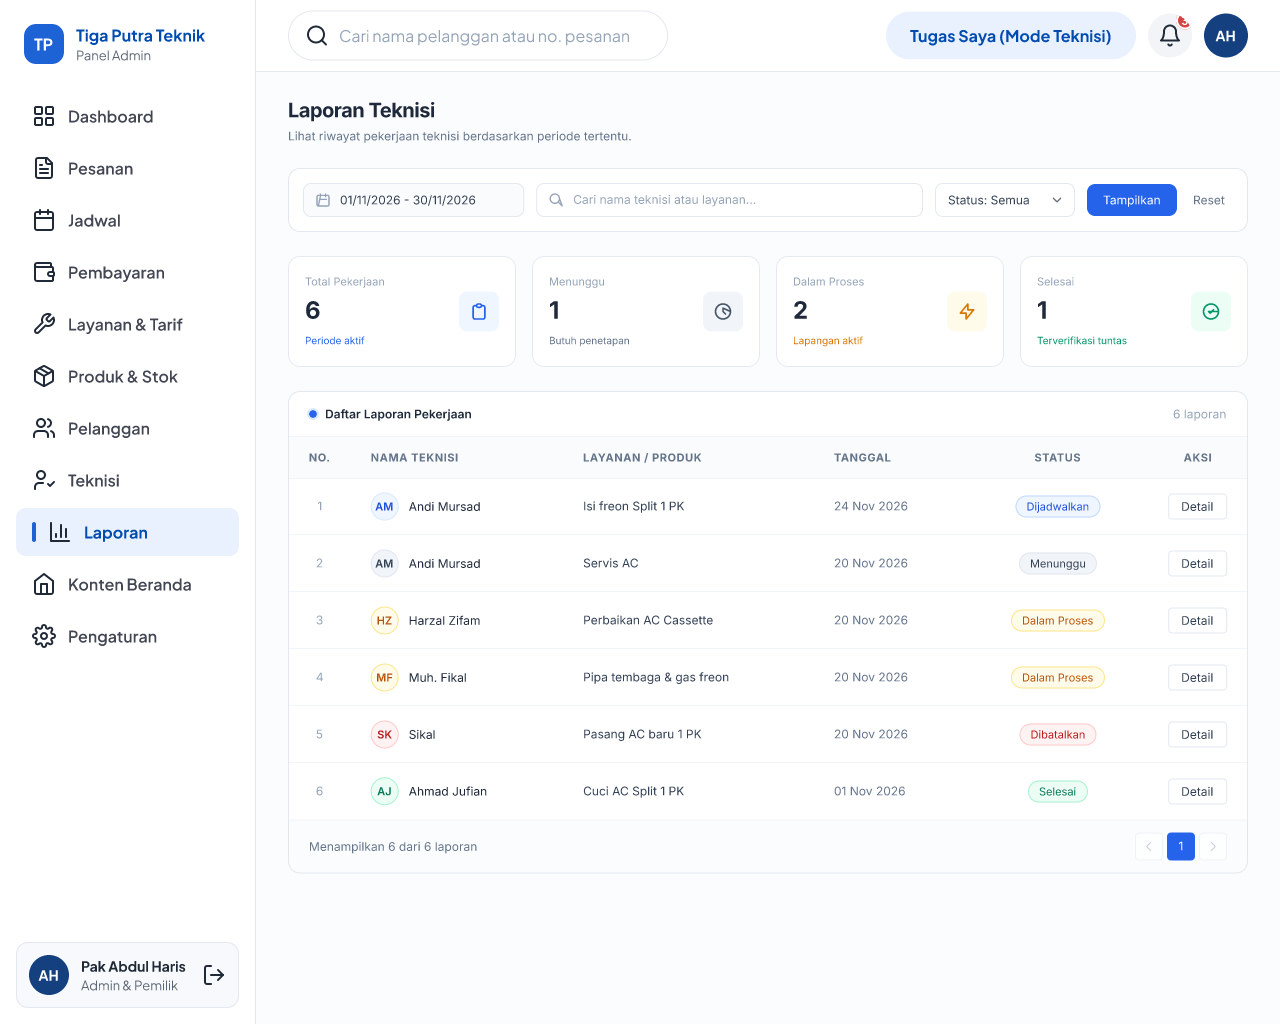 TP
Tiga Putra Teknik
Panel Admin
Dashboard
Pesanan
Jadwal
Pembayaran
Layanan & Tarif
Produk & Stok
Pelanggan
Teknisi
Laporan
Konten Beranda
Pengaturan
AH
Pak Abdul Haris
Admin & Pemilik
Cari nama pelanggan atau no. pesanan
Tugas Saya (Mode Teknisi)
AH
Laporan Teknisi
Lihat riwayat pekerjaan teknisi berdasarkan periode tertentu.
01/11/2026 - 30/11/2026
Cari nama teknisi atau layanan...
Status: Semua
Tampilkan
Reset
Total Pekerjaan
6
Periode aktif
Menunggu
1
Butuh penetapan
Dalam Proses
2
Lapangan aktif
Selesai
1
Terverifikasi tuntas
Daftar Laporan Pekerjaan
6 laporan
NO. NAMA TEKNISI LAYANAN / PRODUK TANGGAL STATUS AKSI
1 AM Andi Mursad Isi freon Split 1 PK 24 Nov 2026 Dijadwalkan Detail
2 AM Andi Mursad Servis AC 20 Nov 2026 Menunggu Detail
3 HZ Harzal Zifam Perbaikan AC Cassette 20 Nov 2026 Dalam Proses Detail
4 MF Muh. Fikal Pipa tembaga & gas freon 20 Nov 2026 Dalam Proses Detail
5 SK Sikal Pasang AC baru 1 PK 20 Nov 2026 Dibatalkan Detail
6 AJ Ahmad Jufian Cuci AC Split 1 PK 01 Nov 2026 Selesai Detail
Menampilkan 6 dari 6 laporan
1